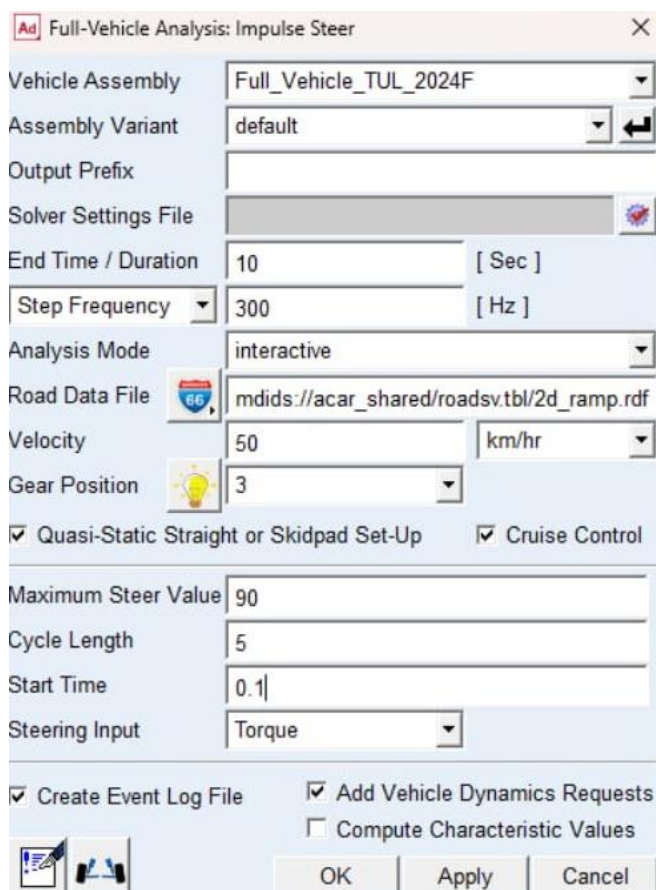 Ad Full-Vehicle Analysis: Impulse Steer
Vehicle Assembly Full_Vehicle_TUL_2024F
Assembly Variant default
Output Prefix
Solver Settings File
End Time / Duration 10 [ Sec ]
Step Frequency 300 [ Hz ]
Analysis Mode interactive
Road Data File 66 mdids://acar_shared/roadsv.tbl/2d_ramp.rdf
Velocity 50 km/hr
Gear Position 3
Quasi-Static Straight or Skidpad Set-Up Cruise Control
Maximum Steer Value 90
Cycle Length 5
Start Time 0.1
Steering Input Torque
Create Event Log File Add Vehicle Dynamics Requests
Compute Characteristic Values
OK Apply Cancel